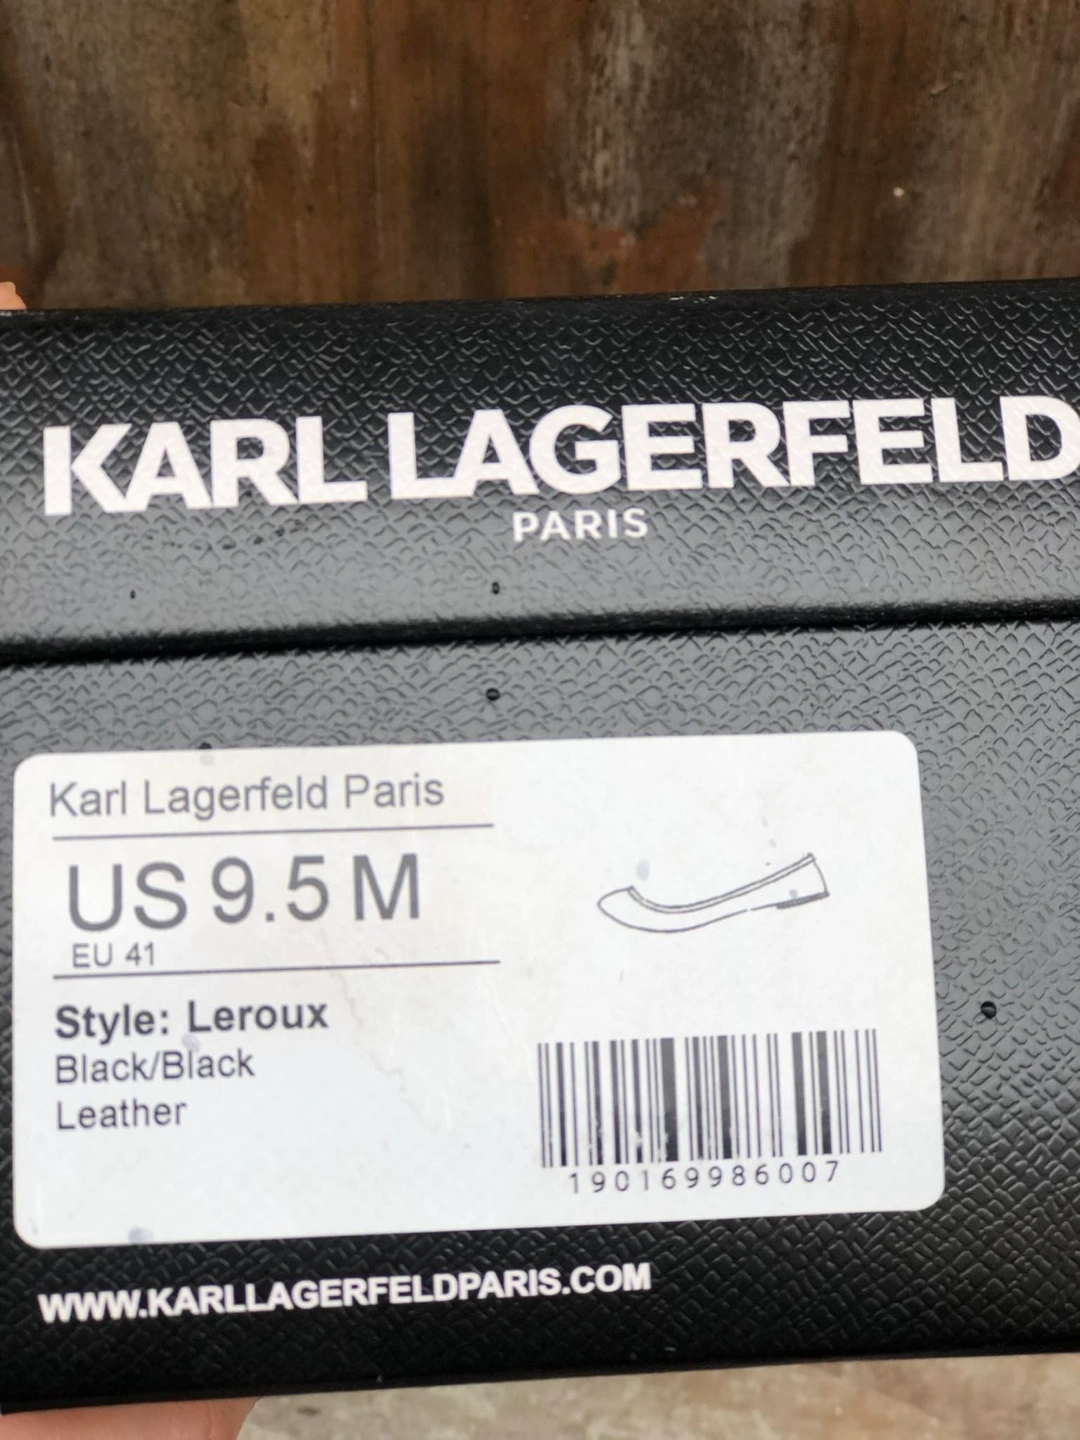 KARL LAGERFELD
PARIS
Karl Lagerfeld Paris
US 9.5 M
EU 41
Style: Leroux
Black/Black
Leather
190169986007
WWW.KARLLAGERFELDPARIS.COM